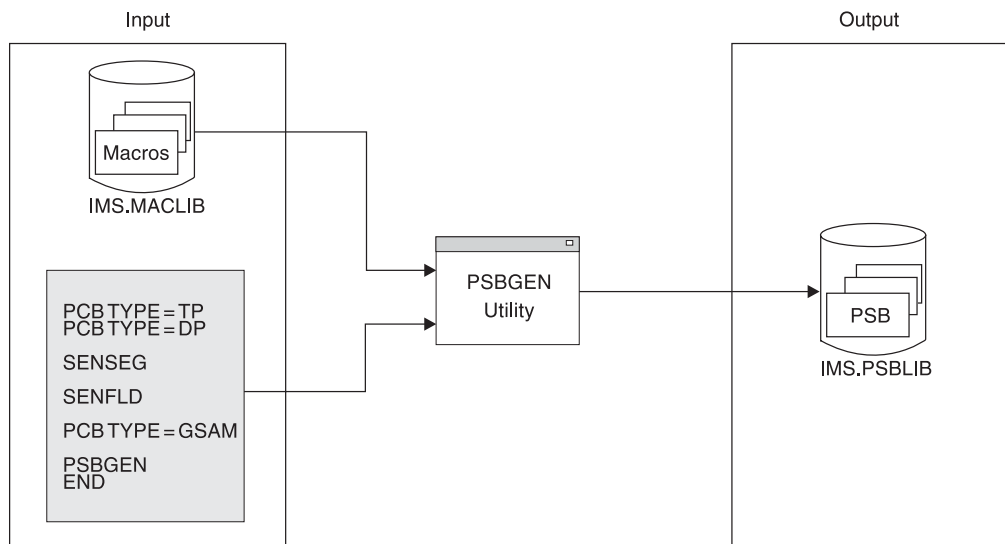 Input
Output
Macros
IMS.MACLIB
PCB TYPE=TP
PCB TYPE=DP
SENSEG
SENFLD
PCB TYPE=GSAM
PSBGEN
END
PSBGEN
Utility
PSB
IMS.PSBLIB